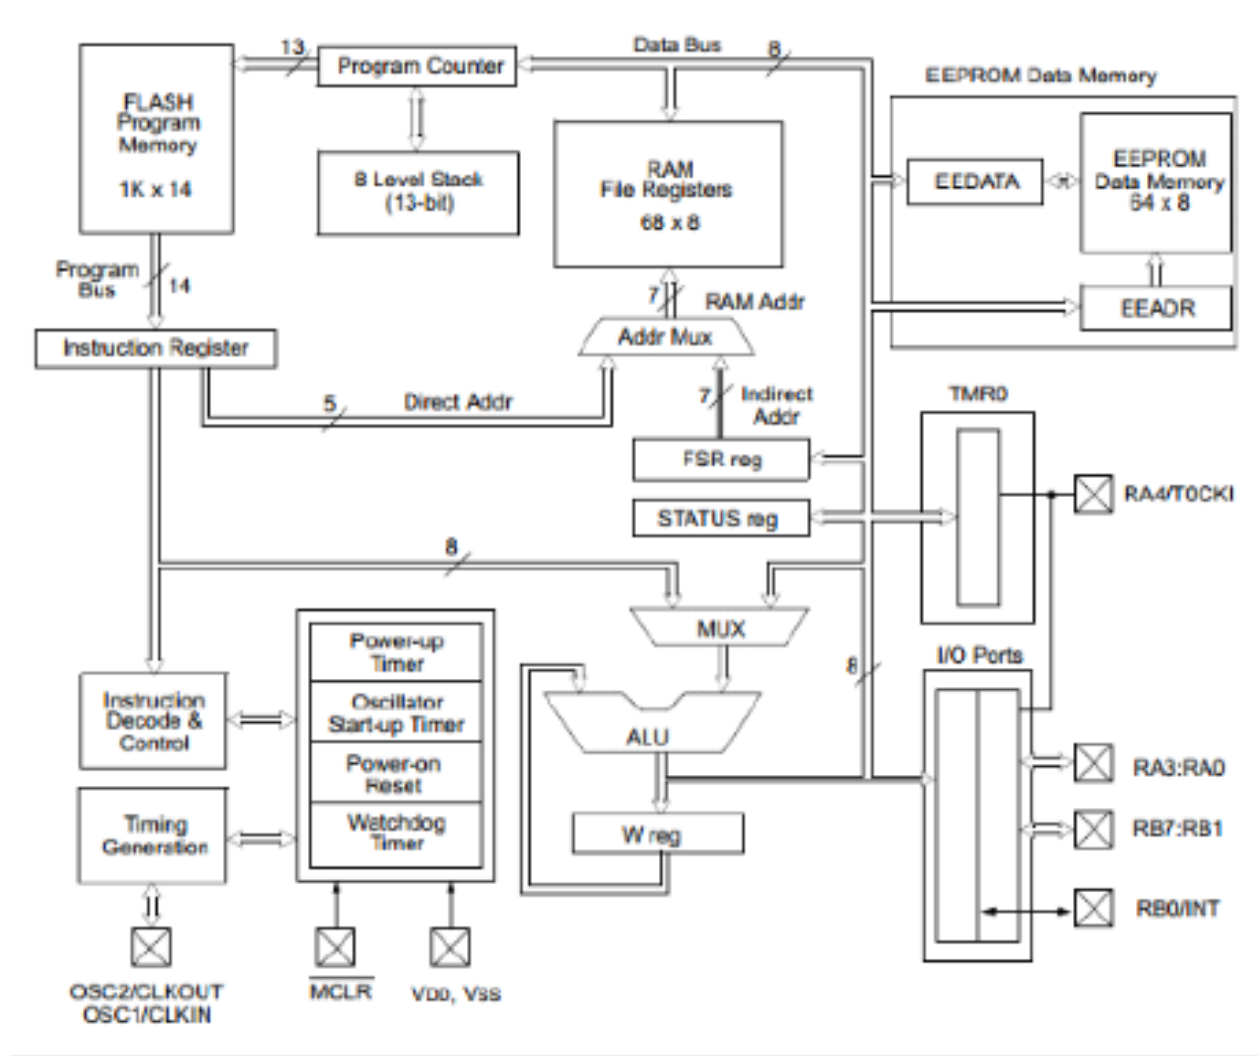 13
Data Bus
8
Program Counter
EEPROM Data Memory
FLASH
Program
Memory
1K x 14
8 Level Stack
(13-bit)
RAM
File Registers
68 x 8
EEDATA
EEPROM
Data Memory
64 x 8
Program
Bus
14
7
RAM Addr
EEADR
Addr Mux
Instruction Register
5
Direct Addr
7
Indirect
Addr
TMR0
FSR reg
STATUS reg
RA4/T0CKI
8
MUX
Power-up
Timer
8
I/O Ports
Instruction
Decode &
Control
Oscillator
Start-up Timer
ALU
Power-on
Reset
RA3:RA0
Timing
Generation
Watchdog
Timer
W reg
RB7:RB1
RB0/INT
OSC2/CLKOUT
OSC1/CLKIN
MCLR
VDD, VSS